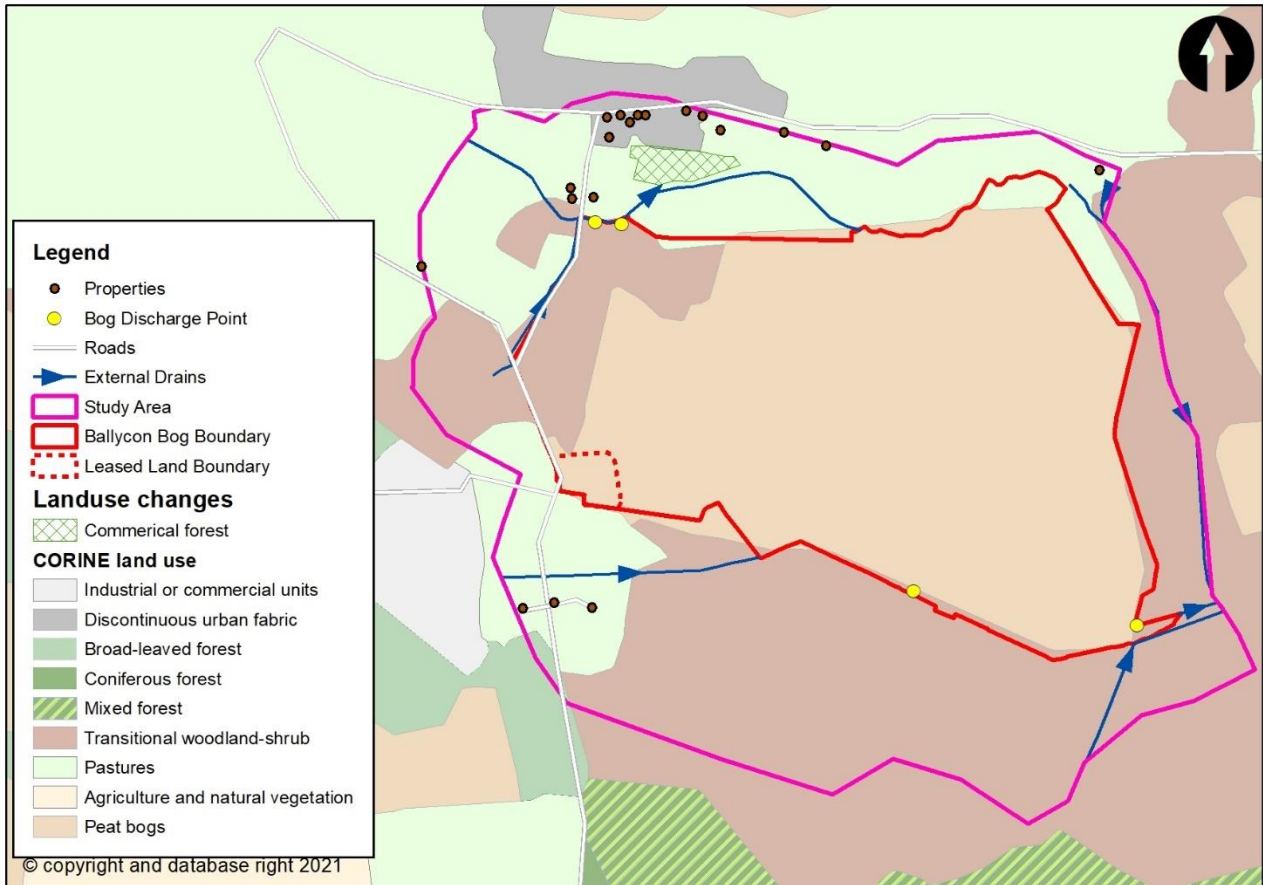 Legend
Properties
Bog Discharge Point
Roads
External Drains
Study Area
Ballycon Bog Boundary
Leased Land Boundary
Landuse changes
Commerical forest
CORINE land use
Industrial or commercial units
Discontinuous urban fabric
Broad-leaved forest
Coniferous forest
Mixed forest
Transitional woodland-shrub
Pastures
Agriculture and natural vegetation
Peat bogs
© copyright and database right 2021